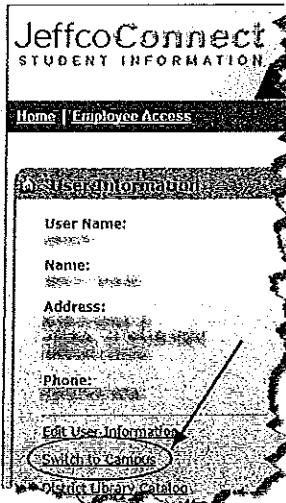 JeffcoConnect
STUDENT INFORMATION
Home | Employee Access
User Information
User Name:
Name:
Address:
Phone:
Edit User Information
Switch to Campus
District Library Catalog